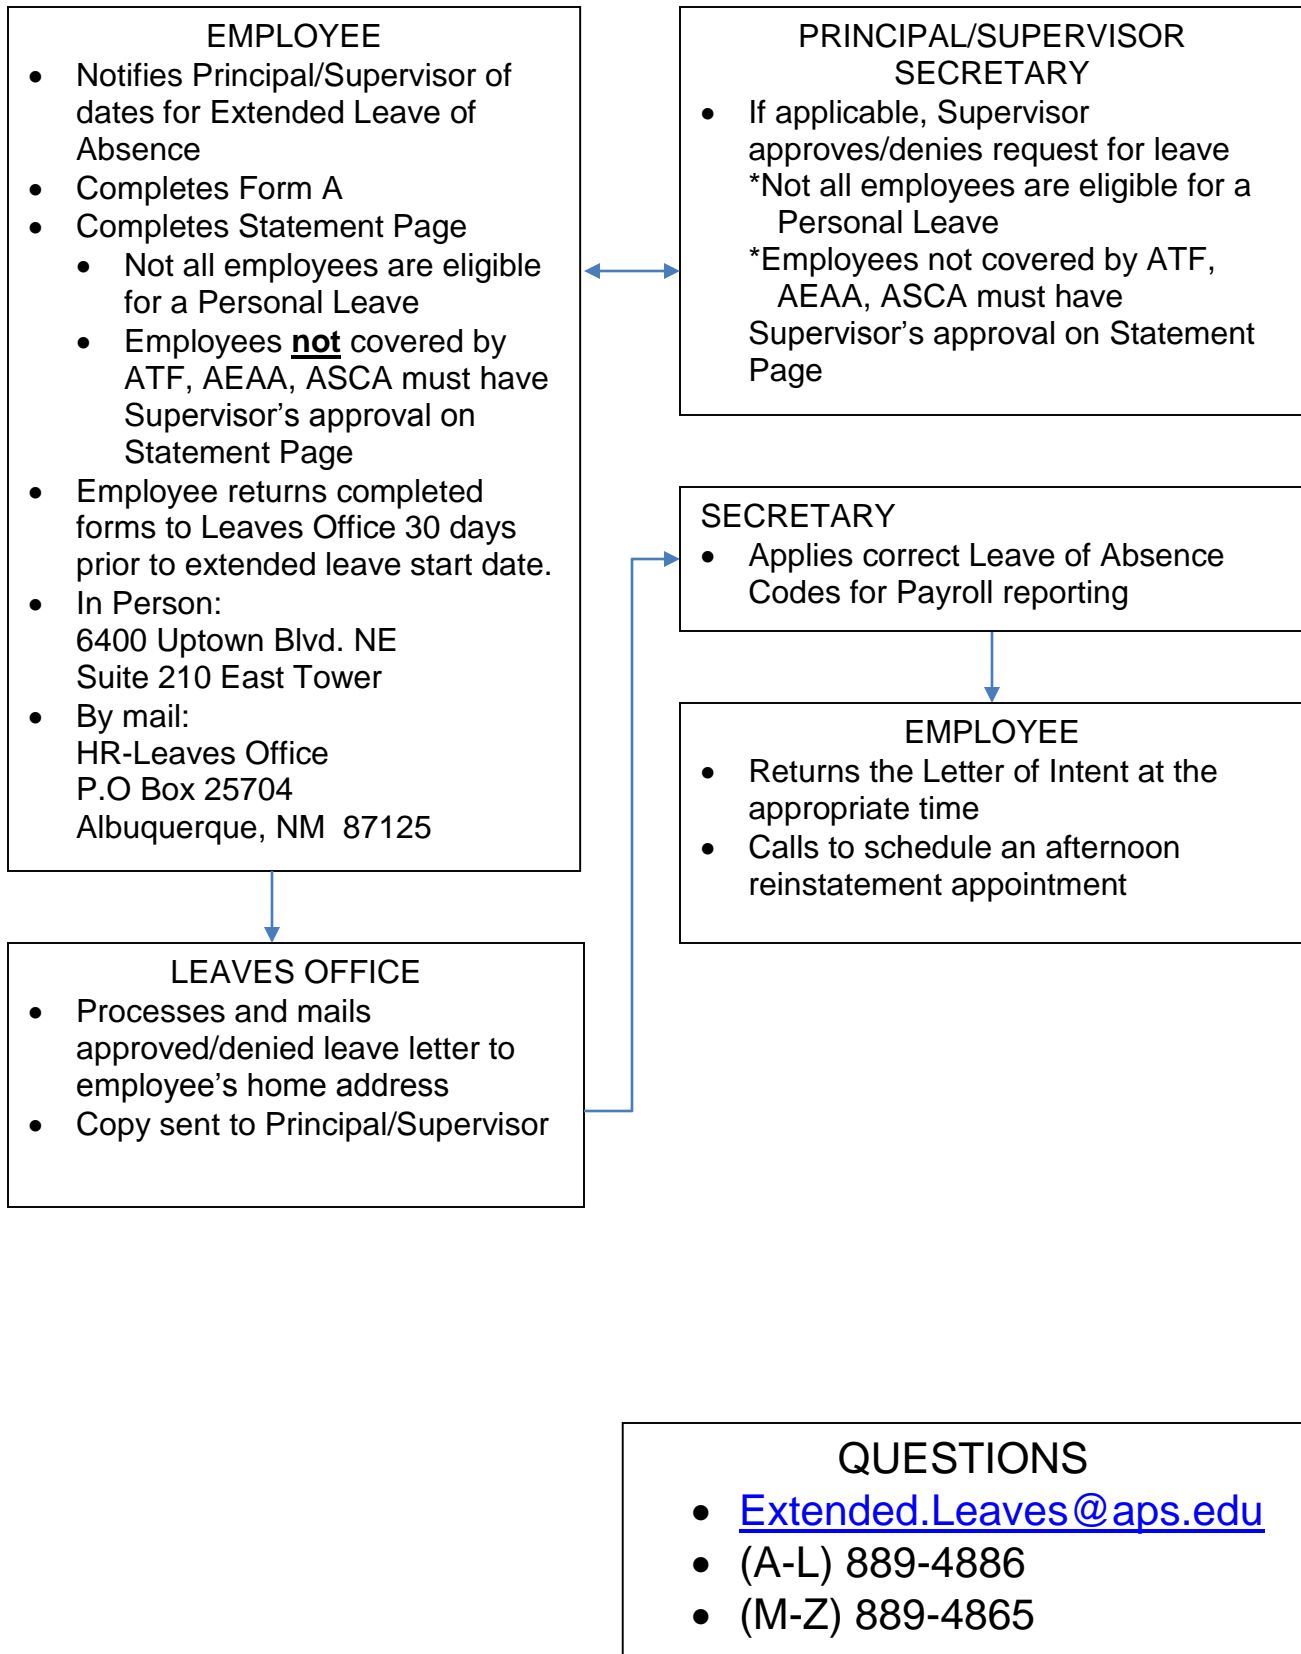 EMPLOYEE
• Notifies Principal/Supervisor of
dates for Extended Leave of
Absence
• Completes Form A
• Completes Statement Page
• Not all employees are eligible
for a Personal Leave
• Employees not covered by
ATF, AEAA, ASCA must have
Supervisor’s approval on
Statement Page
• Employee returns completed
forms to Leaves Office 30 days
prior to extended leave start date.
• In Person:
6400 Uptown Blvd. NE
Suite 210 East Tower
• By mail:
HR-Leaves Office
P.O Box 25704
Albuquerque, NM  87125
PRINCIPAL/SUPERVISOR
SECRETARY
• If applicable, Supervisor
approves/denies request for leave
*Not all employees are eligible for a
Personal Leave
*Employees not covered by ATF,
AEAA, ASCA must have
Supervisor’s approval on Statement
Page
LEAVES OFFICE
• Processes and mails
approved/denied leave letter to
employee’s home address
• Copy sent to Principal/Supervisor
SECRETARY
• Applies correct Leave of Absence
Codes for Payroll reporting
EMPLOYEE
• Returns the Letter of Intent at the
appropriate time
• Calls to schedule an afternoon
reinstatement appointment
QUESTIONS
• Extended.Leaves@aps.edu
• (A-L) 889-4886
• (M-Z) 889-4865